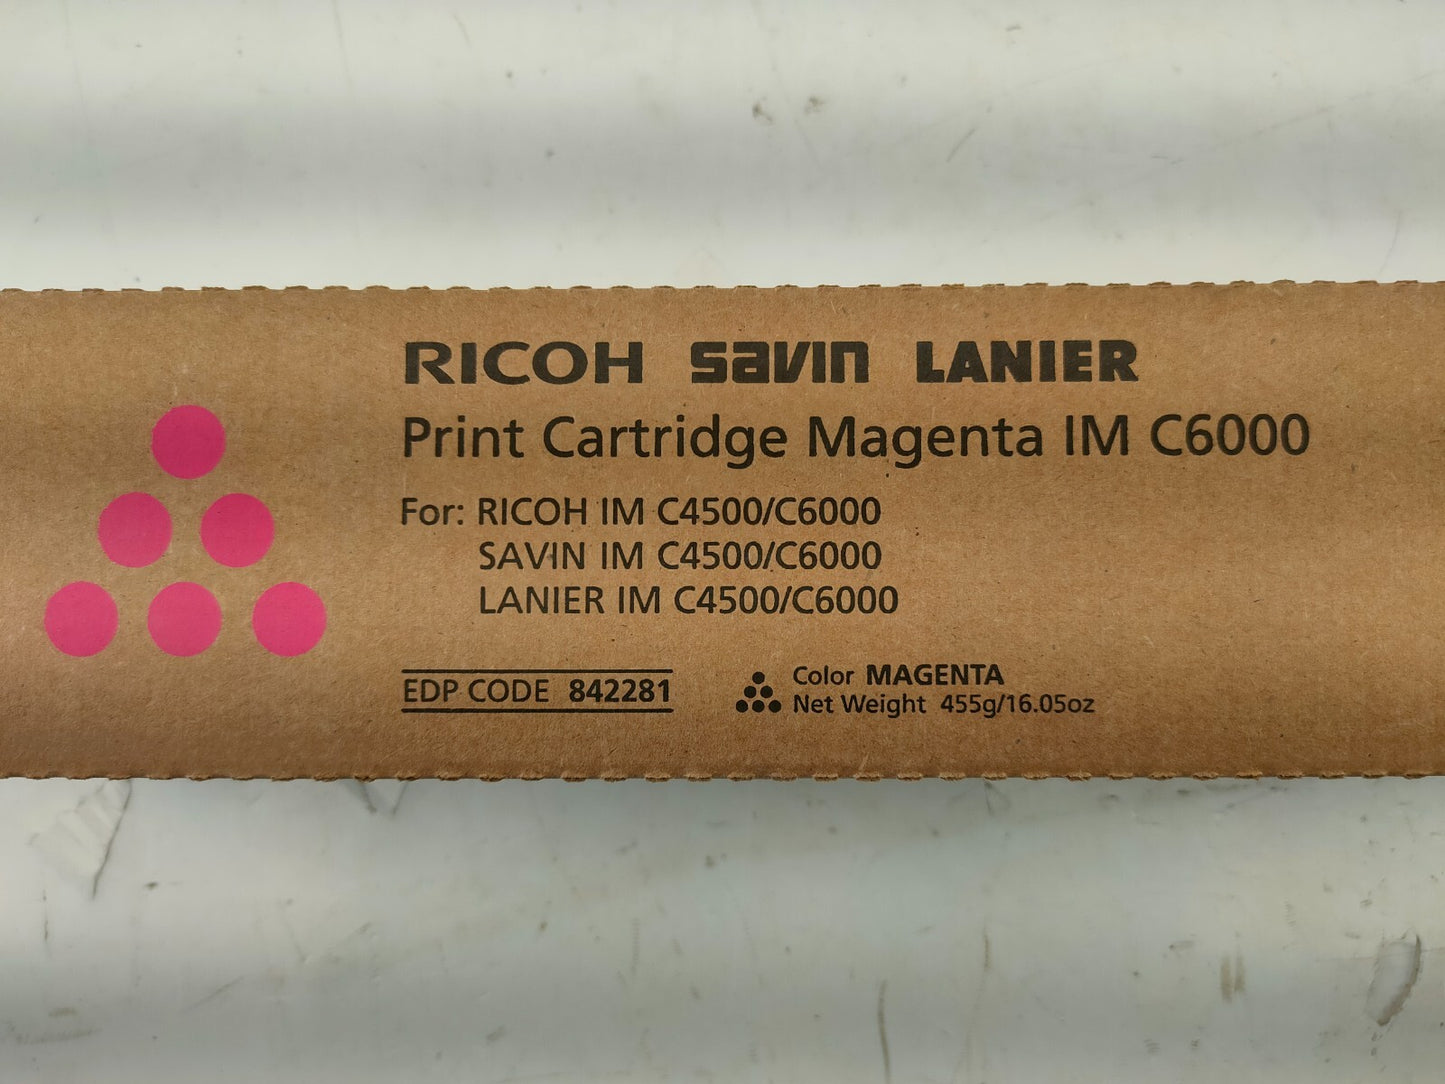 RICOH savin LANIER
Print Cartridge Magenta IM C6000
For: RICOH IM C4500/C6000
SAVIN IM C4500/C6000
LANIER IM C4500/C6000
EDP CODE 842281
Color MAGENTA
Net Weight 455g/16.05oz